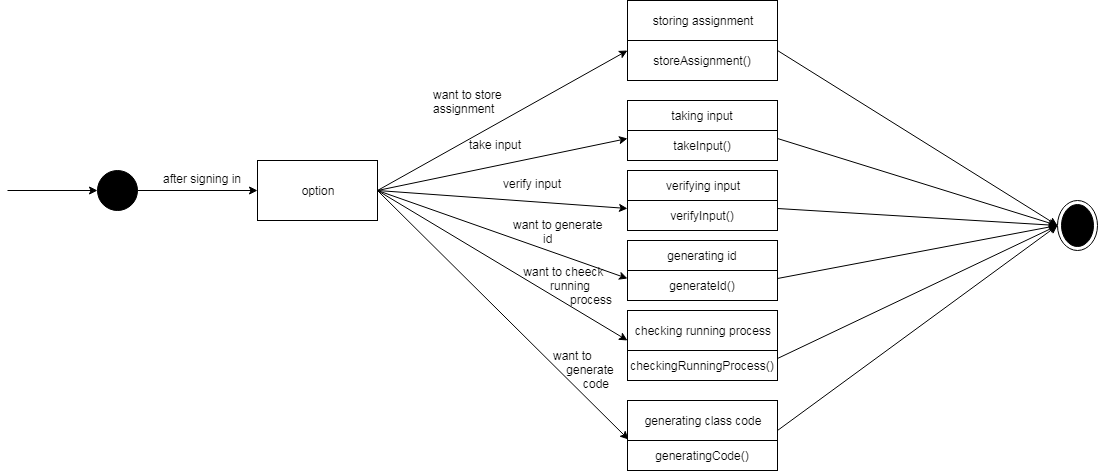 after signing in
option
want to store
assignment
take input
verify input
want to generate
id
want to cheeck
running
process
want to
generate
code
storing assignment
storeAssignment()
taking input
takeInput()
verifying input
verifyInput()
generating id
generateId()
checking running process
checkingRunningProcess()
generating class code
generatingCode()